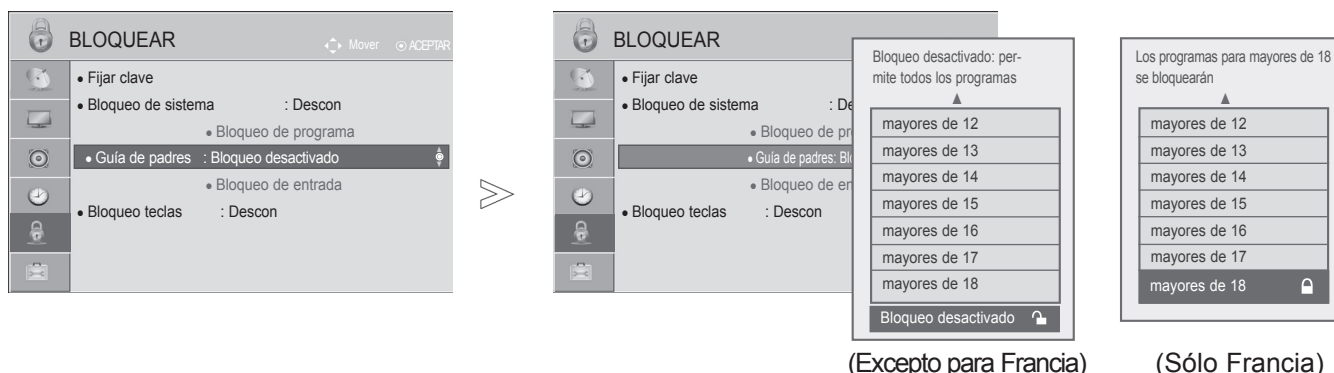 BLOQUEAR
Mover ACEPTAR
• Fijar clave
• Bloqueo de sistema : Descon
• Bloqueo de programa
• Guía de padres : Bloqueo desactivado
• Bloqueo de entrada
• Bloqueo teclas : Descon
BLOQUEAR
• Fijar clave
• Bloqueo de sistema : De
• Bloqueo de pr
• Guía de padres: Blo
• Bloqueo de en
• Bloqueo teclas : Descon
Bloqueo desactivado: per-
mite todos los programas
mayores de 12
mayores de 13
mayores de 14
mayores de 15
mayores de 16
mayores de 17
mayores de 18
Bloqueo desactivado
(Excepto para Francia)
Los programas para mayores de 18
se bloquearán
mayores de 12
mayores de 13
mayores de 14
mayores de 15
mayores de 16
mayores de 17
mayores de 18
(Sólo Francia)